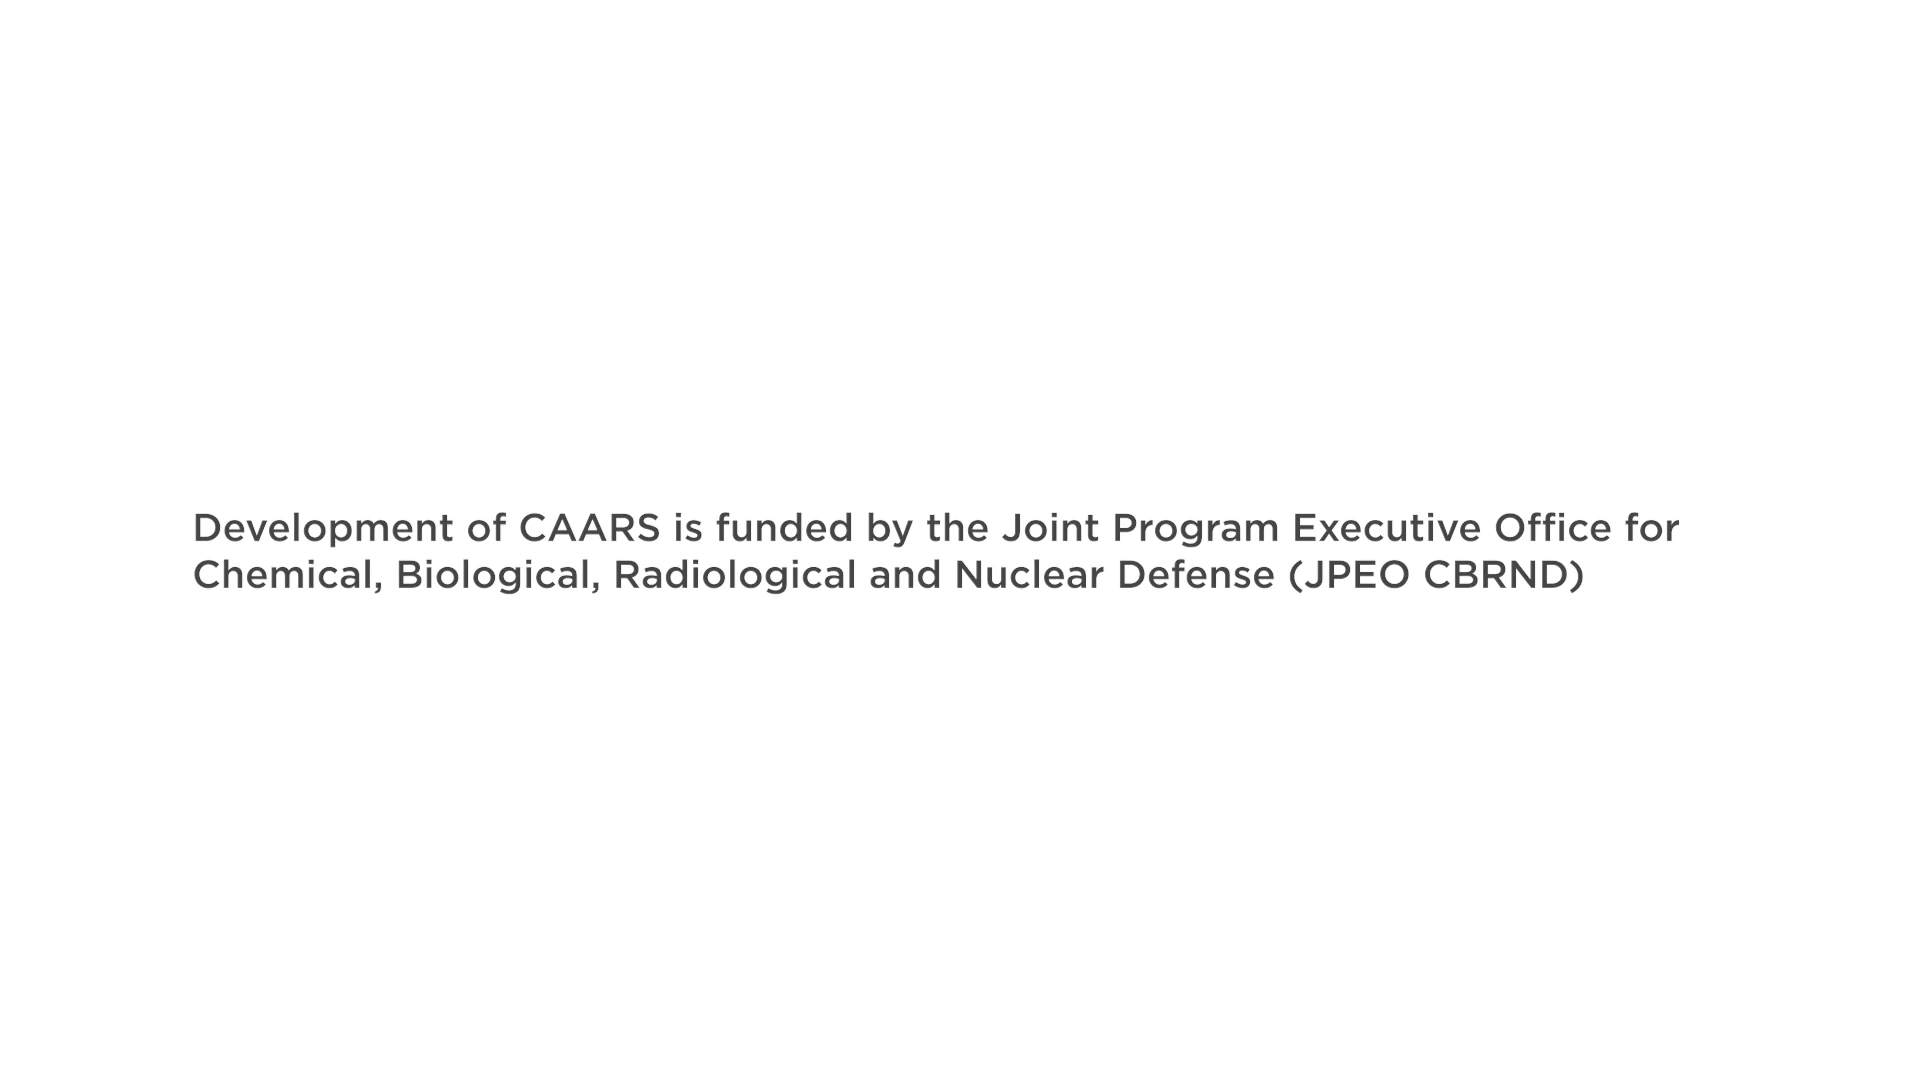 Development of CAARS is funded by the Joint Program Executive Office for
Chemical, Biological, Radiological and Nuclear Defense (JPEO CBRND)